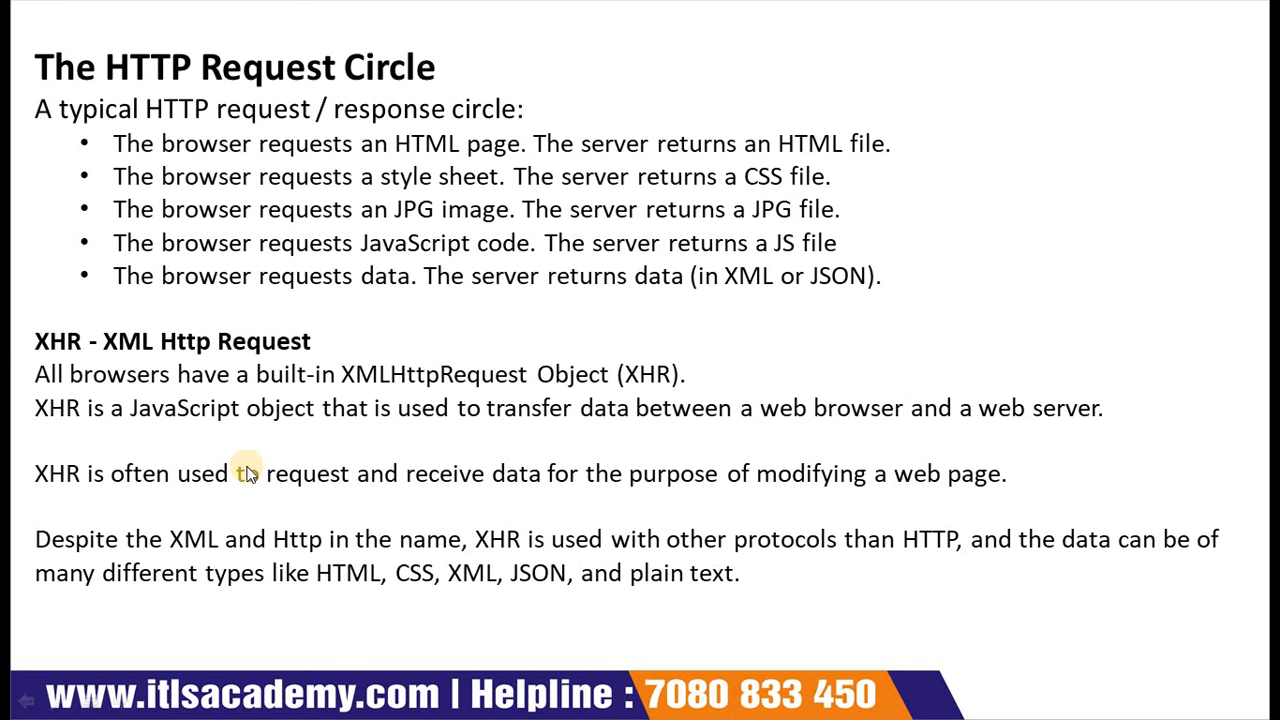 The HTTP Request Circle
A typical HTTP request / response circle:
• The browser requests an HTML page. The server returns an HTML file.
• The browser requests a style sheet. The server returns a CSS file.
• The browser requests an JPG image. The server returns a JPG file.
• The browser requests JavaScript code. The server returns a JS file
• The browser requests data. The server returns data (in XML or JSON).
XHR - XML Http Request
All browsers have a built-in XMLHttpRequest Object (XHR).
XHR is a JavaScript object that is used to transfer data between a web browser and a web server.
XHR is often used to request and receive data for the purpose of modifying a web page.
Despite the XML and Http in the name, XHR is used with other protocols than HTTP, and the data can be of
many different types like HTML, CSS, XML, JSON, and plain text.
www.itlsacademy.com | Helpline : 7080 833 450